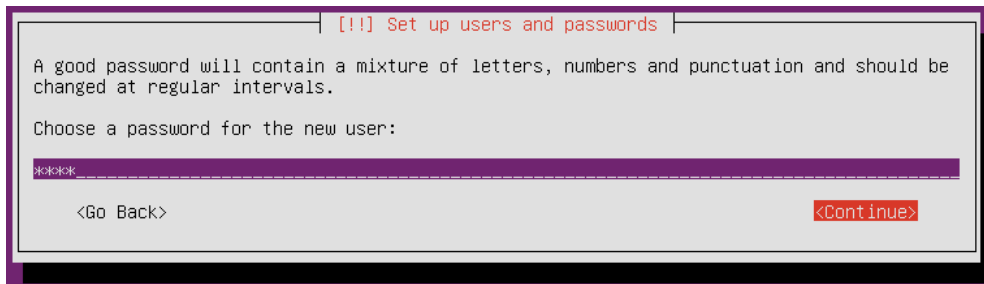 [!!] Set up users and passwords
A good password will contain a mixture of letters, numbers and punctuation and should be
changed at regular intervals.
Choose a password for the new user:
****
<Go Back> <Continue>